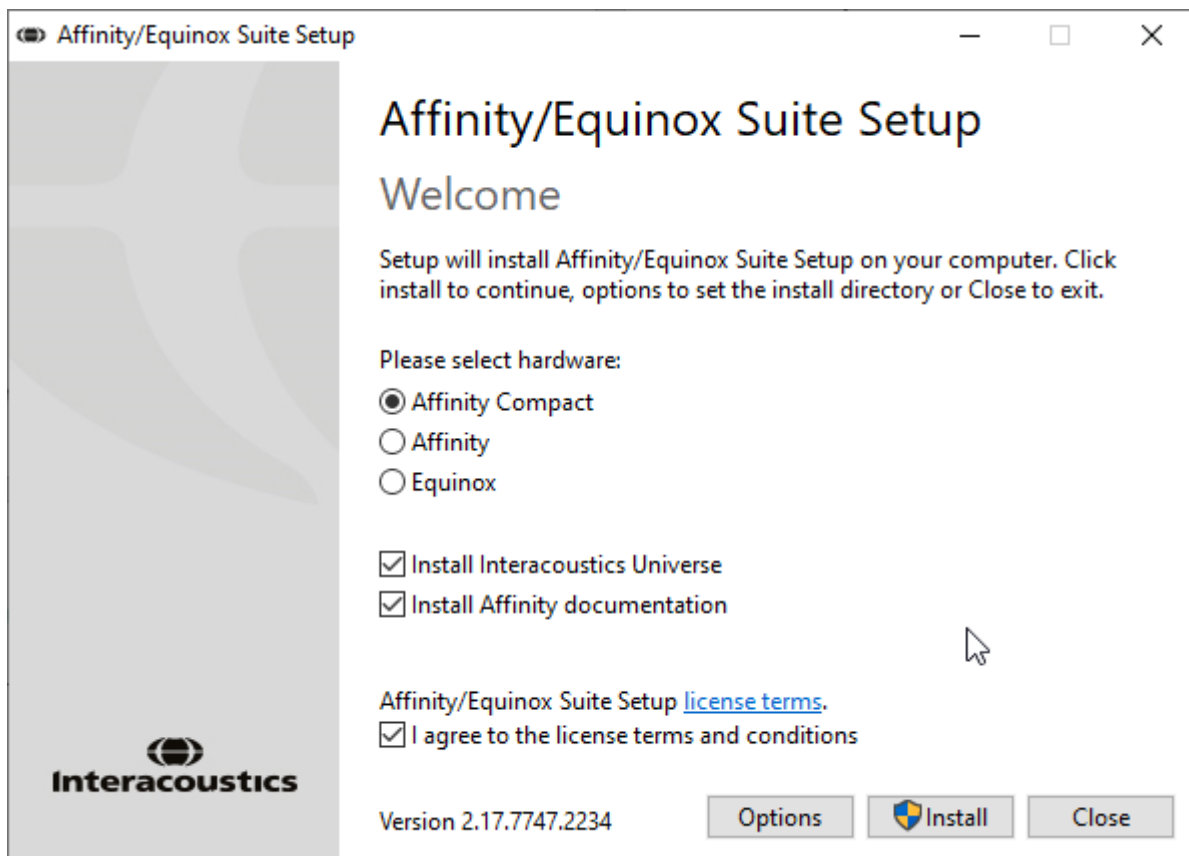 Affinity/Equinox Suite Setup
Affinity/Equinox Suite Setup
Welcome
Setup will install Affinity/Equinox Suite Setup on your computer. Click
install to continue, options to set the install directory or Close to exit.
Please select hardware:
Affinity Compact
Affinity
Equinox
Install Interacoustics Universe
Install Affinity documentation
Affinity/Equinox Suite Setup license terms.
I agree to the license terms and conditions
Interacoustics
Version 2.17.7747.2234
Options
Install
Close